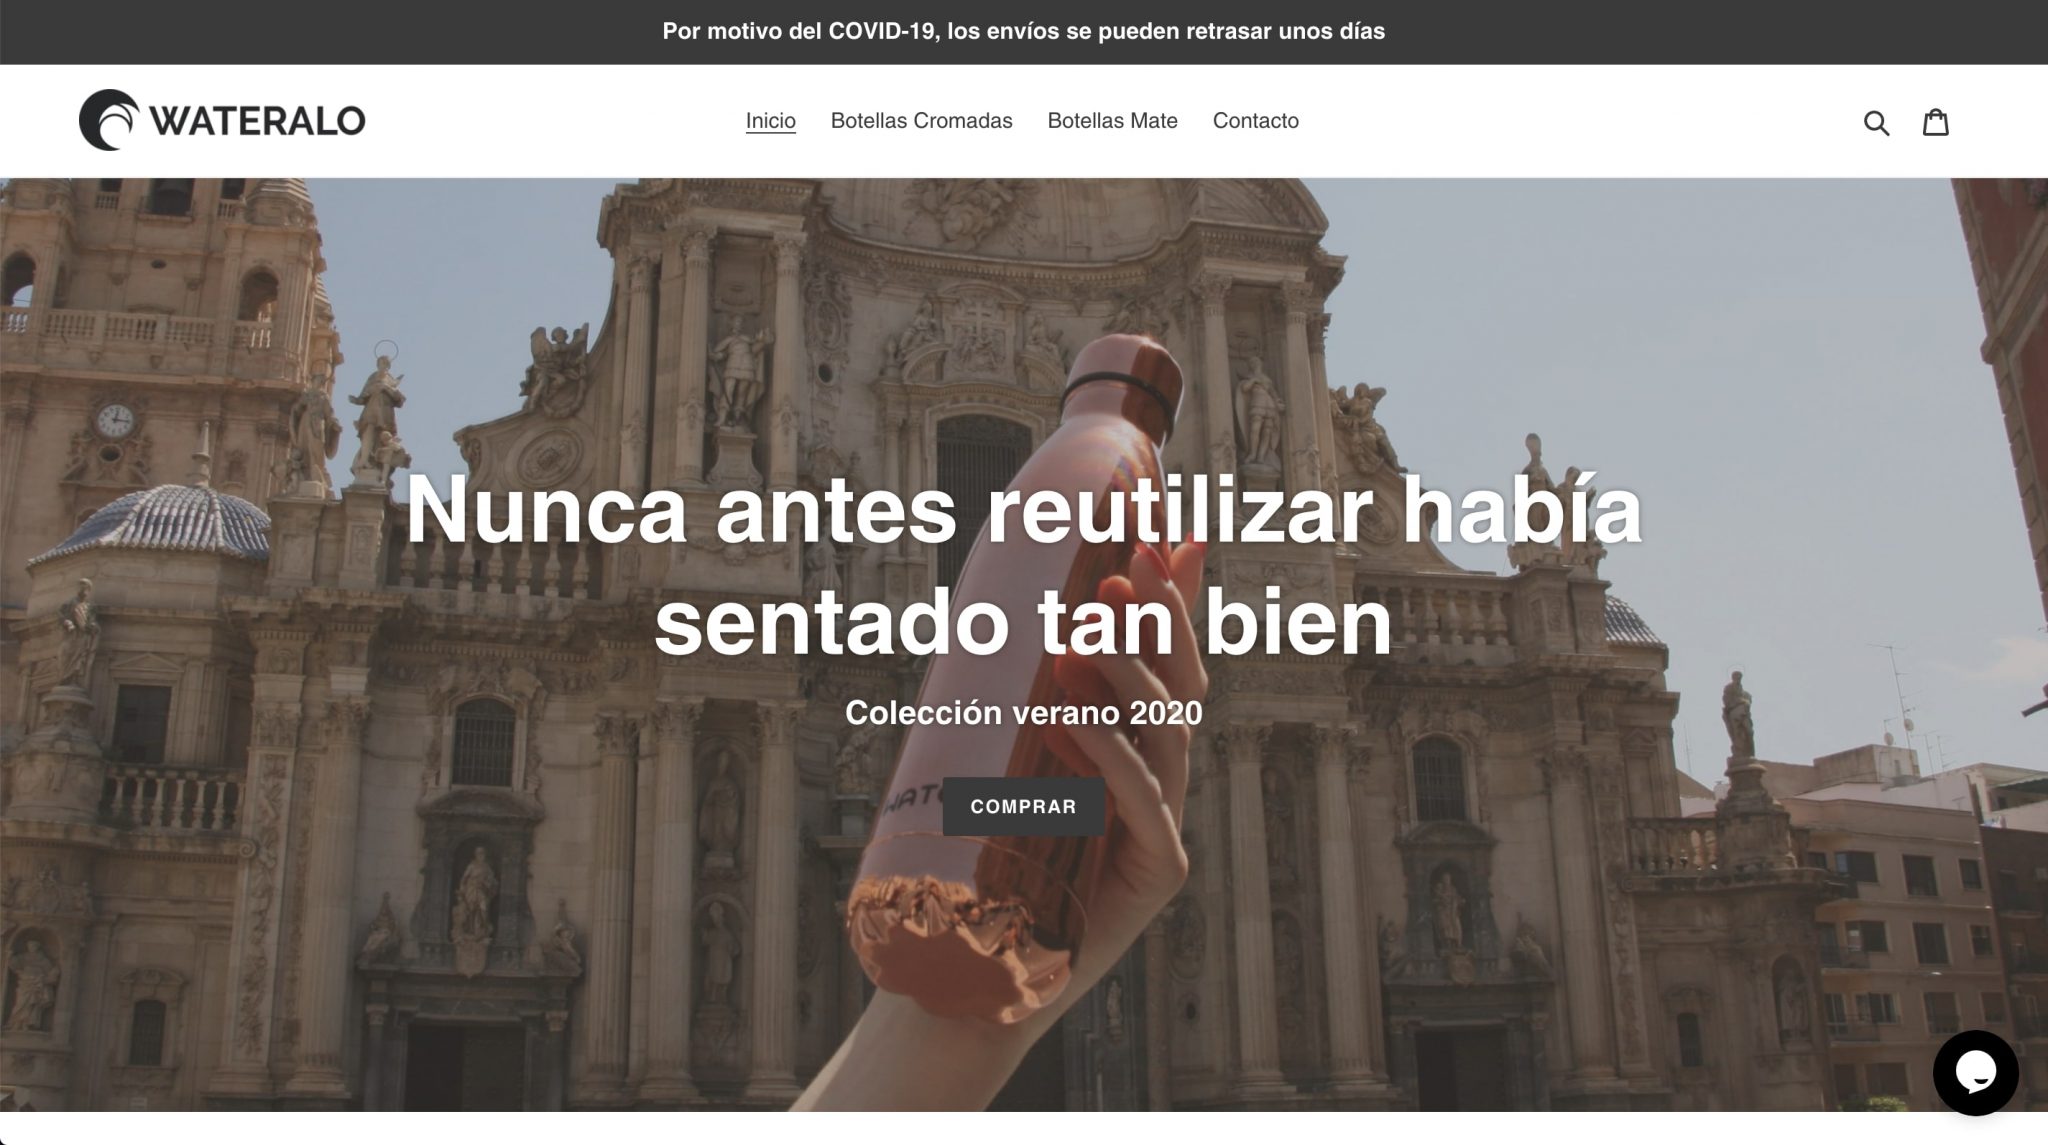 Por motivo del COVID-19, los envíos se pueden retrasar unos días
WATERALO
Inicio
Botellas Cromadas
Botellas Mate
Contacto
Nunca antes reutilizar había
sentado tan bien
Colección verano 2020
COMPRAR